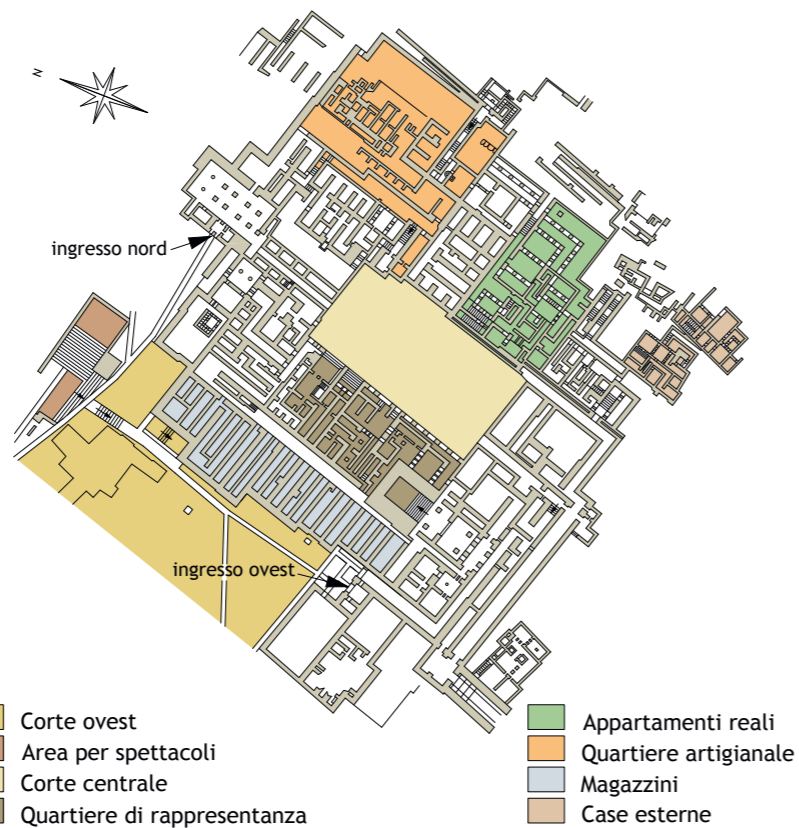 N
ingresso nord
ingresso ovest
Corte ovest
Area per spettacoli
Corte centrale
Quartiere di rappresentanza
Appartamenti reali
Quartiere artigianale
Magazzini
Case esterne